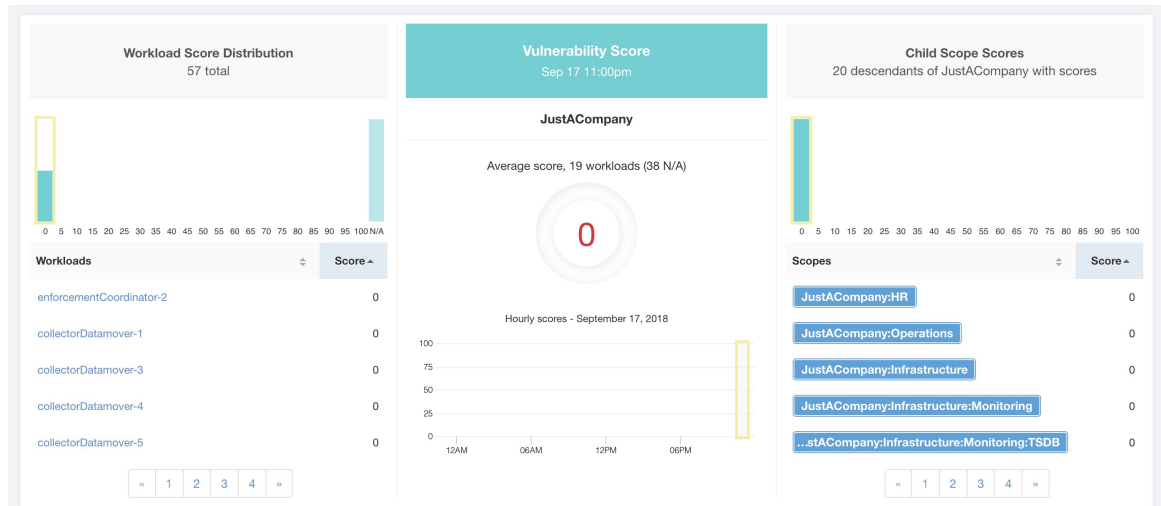 Workload Score Distribution
57 total
0 5 10 15 20 25 30 35 40 45 50 55 60 65 70 75 80 85 90 95 100 N/A
Workloads Score
enforcementCoordinator-2 0
collectorDatamover-1 0
collectorDatamover-3 0
collectorDatamover-4 0
collectorDatamover-5 0
« 1 2 3 4 »
Vulnerability Score
Sep 17 11:00pm
JustACompany
Average score, 19 workloads (38 N/A)
0
Hourly scores - September 17, 2018
100
75
50
25
0
12AM 06AM 12PM 06PM
Child Scope Scores
20 descendants of JustACompany with scores
0 5 10 15 20 25 30 35 40 45 50 55 60 65 70 75 80 85 90 95 100
Scopes Score
JustACompany:HR 0
JustACompany:Operations 0
JustACompany:Infrastructure 0
JustACompany:Infrastructure:Monitoring 0
...stACompany:Infrastructure:Monitoring:TSDB 0
« 1 2 3 4 »